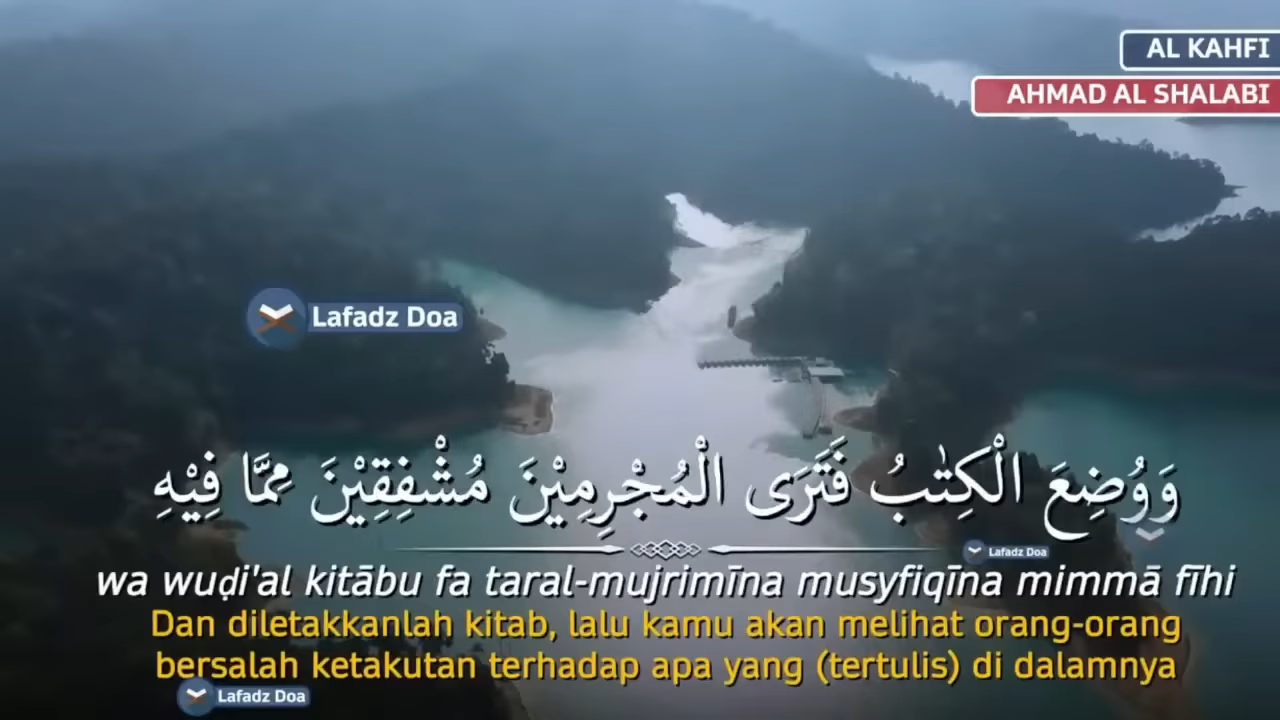 AL KAHFI
AHMAD AL SHALABI
Lafadz Doa
وَوُضِعَ الْكِتٰبُ فَتَرَى الْمُجْرِمِيْنَ مُشْفِقِيْنَ مِمَّا فِيْهِ
Lafadz Doa
wa wuḍi'al kitābu fa taral-mujrimīna musyfiqīna mimmā fīhi
Dan diletakkanlah kitab, lalu kamu akan melihat orang-orang
bersalah ketakutan terhadap apa yang (tertulis) di dalamnya
Lafadz Doa